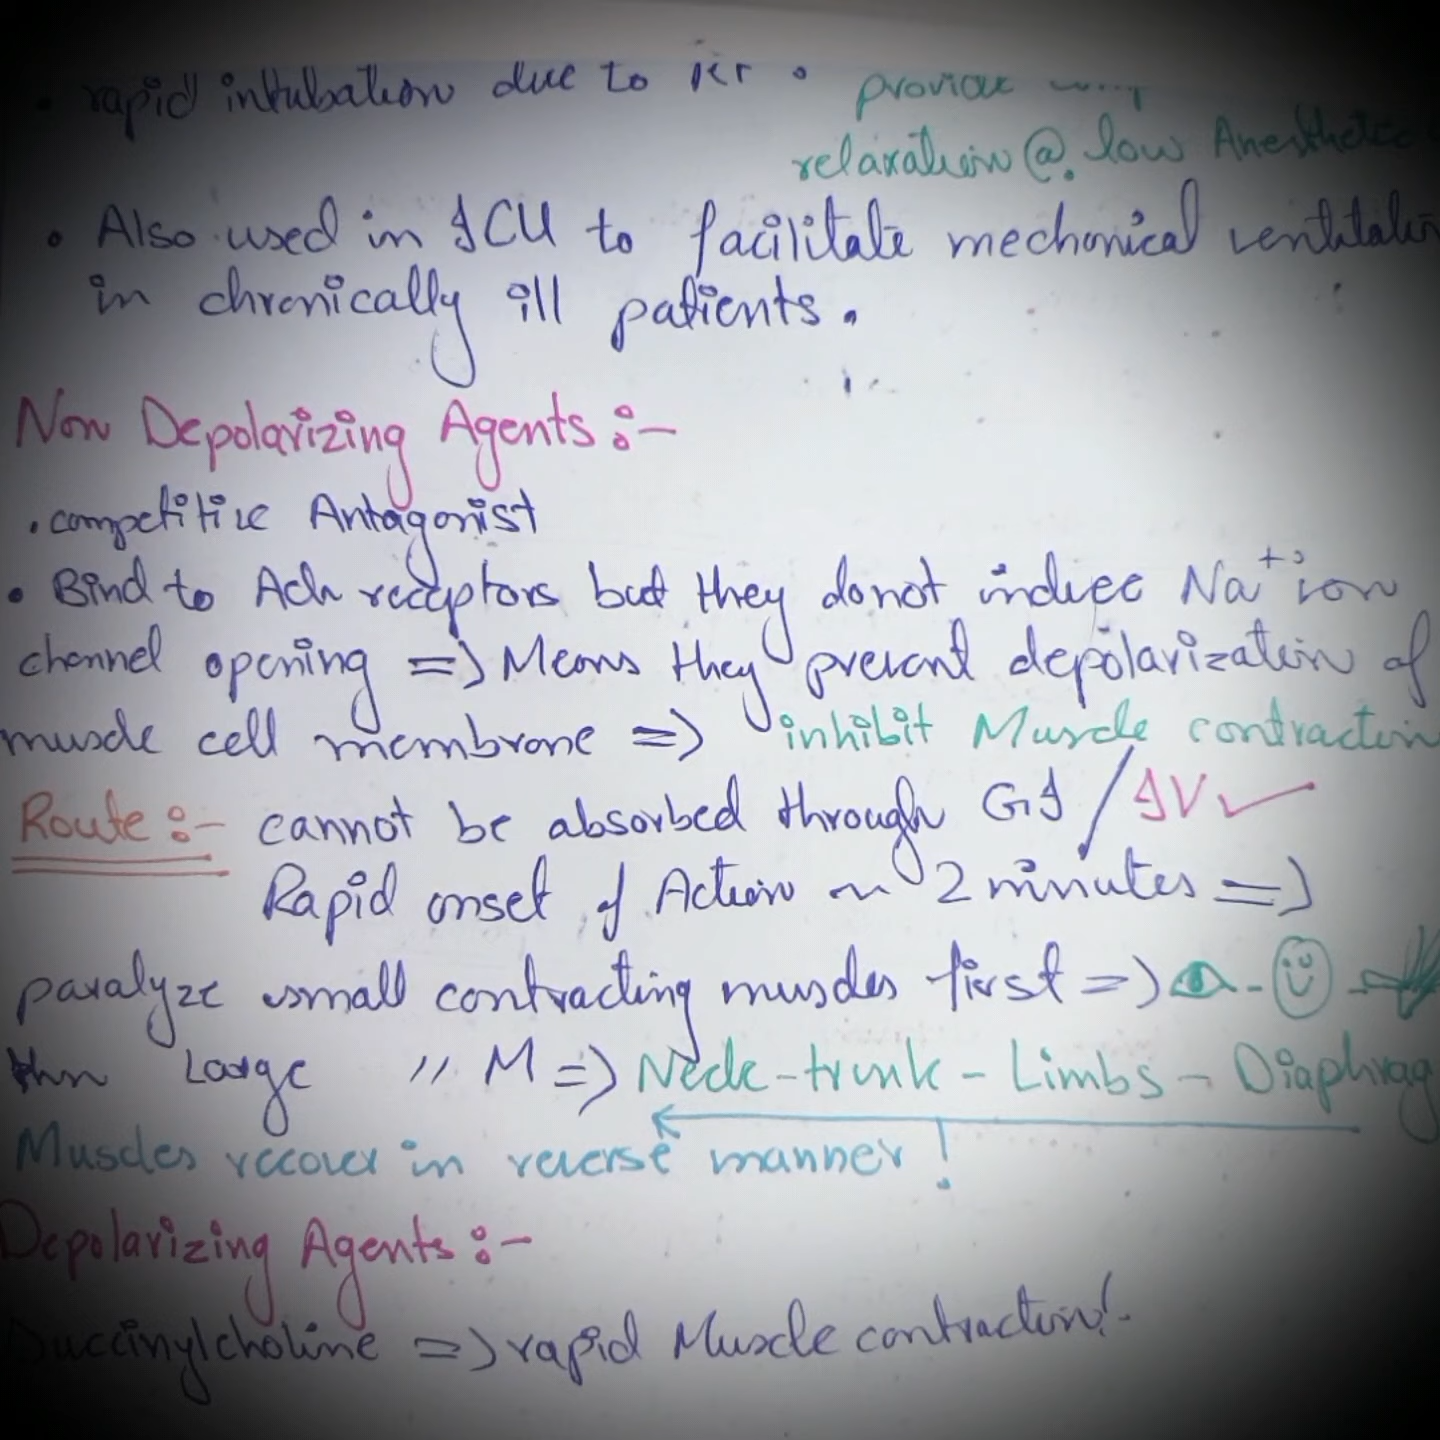 • rapid intubation due to
• provide
relaxation @ low Anesthetic
• Also used in ICU to facilitate mechanical ventilation
in chronically ill patients.
Non Depolarizing Agents :-
• competitive Antagonist
• Bind to Ach receptors but they donot induce Na+ ion
channel opening => Means they prevent depolarization of
muscle cell membrane => inhibit Muscle contraction
Route :- cannot be absorbed through GI / IV ✓
Rapid onset of Action ~ 2 minutes =>
paralyze small contracting muscles first =>
then Large " M => Neck - trunk - Limbs - Diaphrag
Muscles recover in reverse manner !
Depolarizing Agents :-
Succinylcholine => rapid Muscle contraction!